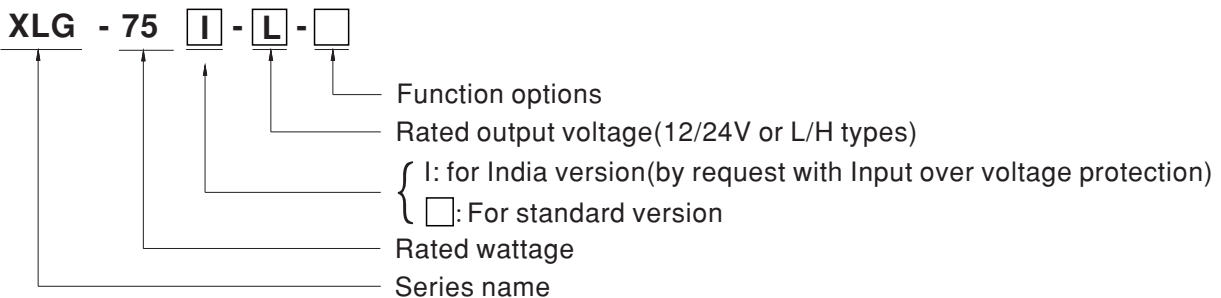 XLG - 75 I - L - □
Function options
Rated output voltage(12/24V or L/H types)
I: for India version(by request with Input over voltage protection)
□: For standard version
Rated wattage
Series name